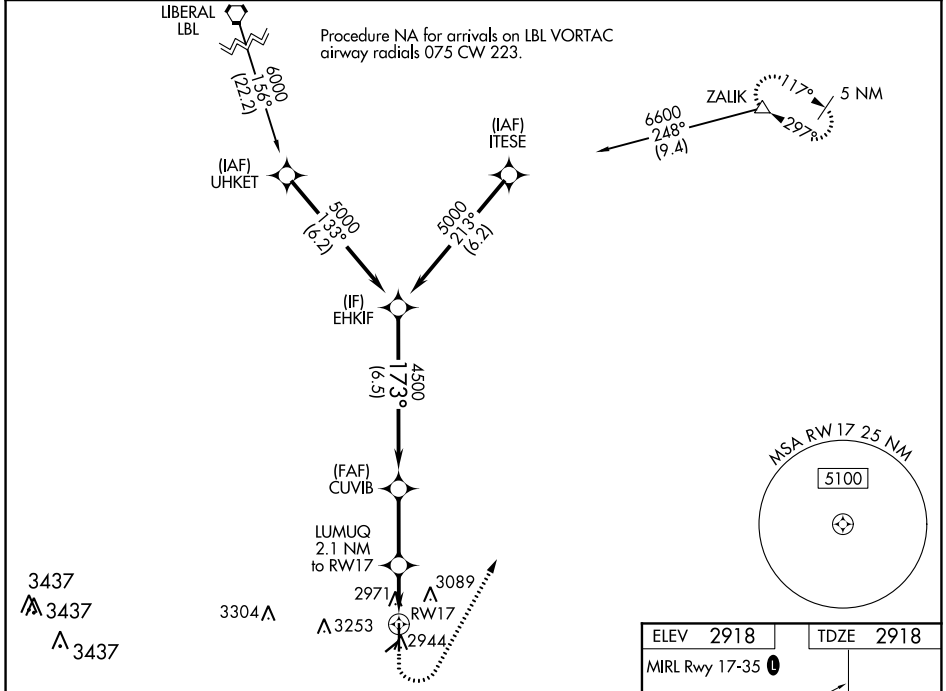 LIBERAL
LBL
Procedure NA for arrivals on LBL VORTAC
airway radials 075 CW 223.
6000
156°
(22.2)
ZALIK
117°
297°
5 NM
6600
248°
(9.4)
(IAF)
ITESE
(IAF)
UHKET
5000
133°
(6.2)
5000
213°
(6.2)
(IF)
EHKIF
4500
173°
(6.5)
(FAF)
CUVIB
LUMUQ
2.1 NM
to RW17
MSA RW 17 25 NM
5100
3437
3437
3437
3304
3253
2971
3089
RW17
2944
ELEV 2918
TDZE 2918
MIRL Rwy 17-35 L